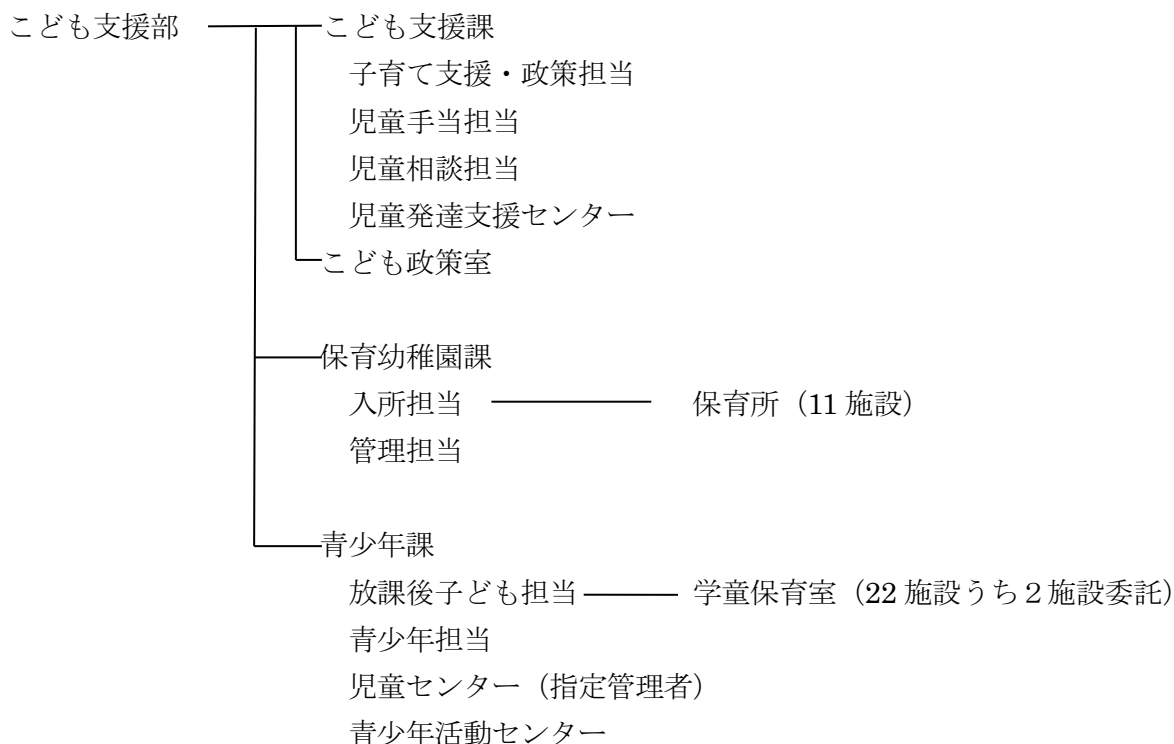 こども支援部 こども支援課
子育て支援・政策担当
児童手当担当
児童相談担当
児童発達支援センター
こども政策室
保育幼稚園課
入所担当 保育所（11 施設）
管理担当
青少年課
放課後子ども担当 学童保育室（22 施設うち２施設委託）
青少年担当
児童センター（指定管理者）
青少年活動センター